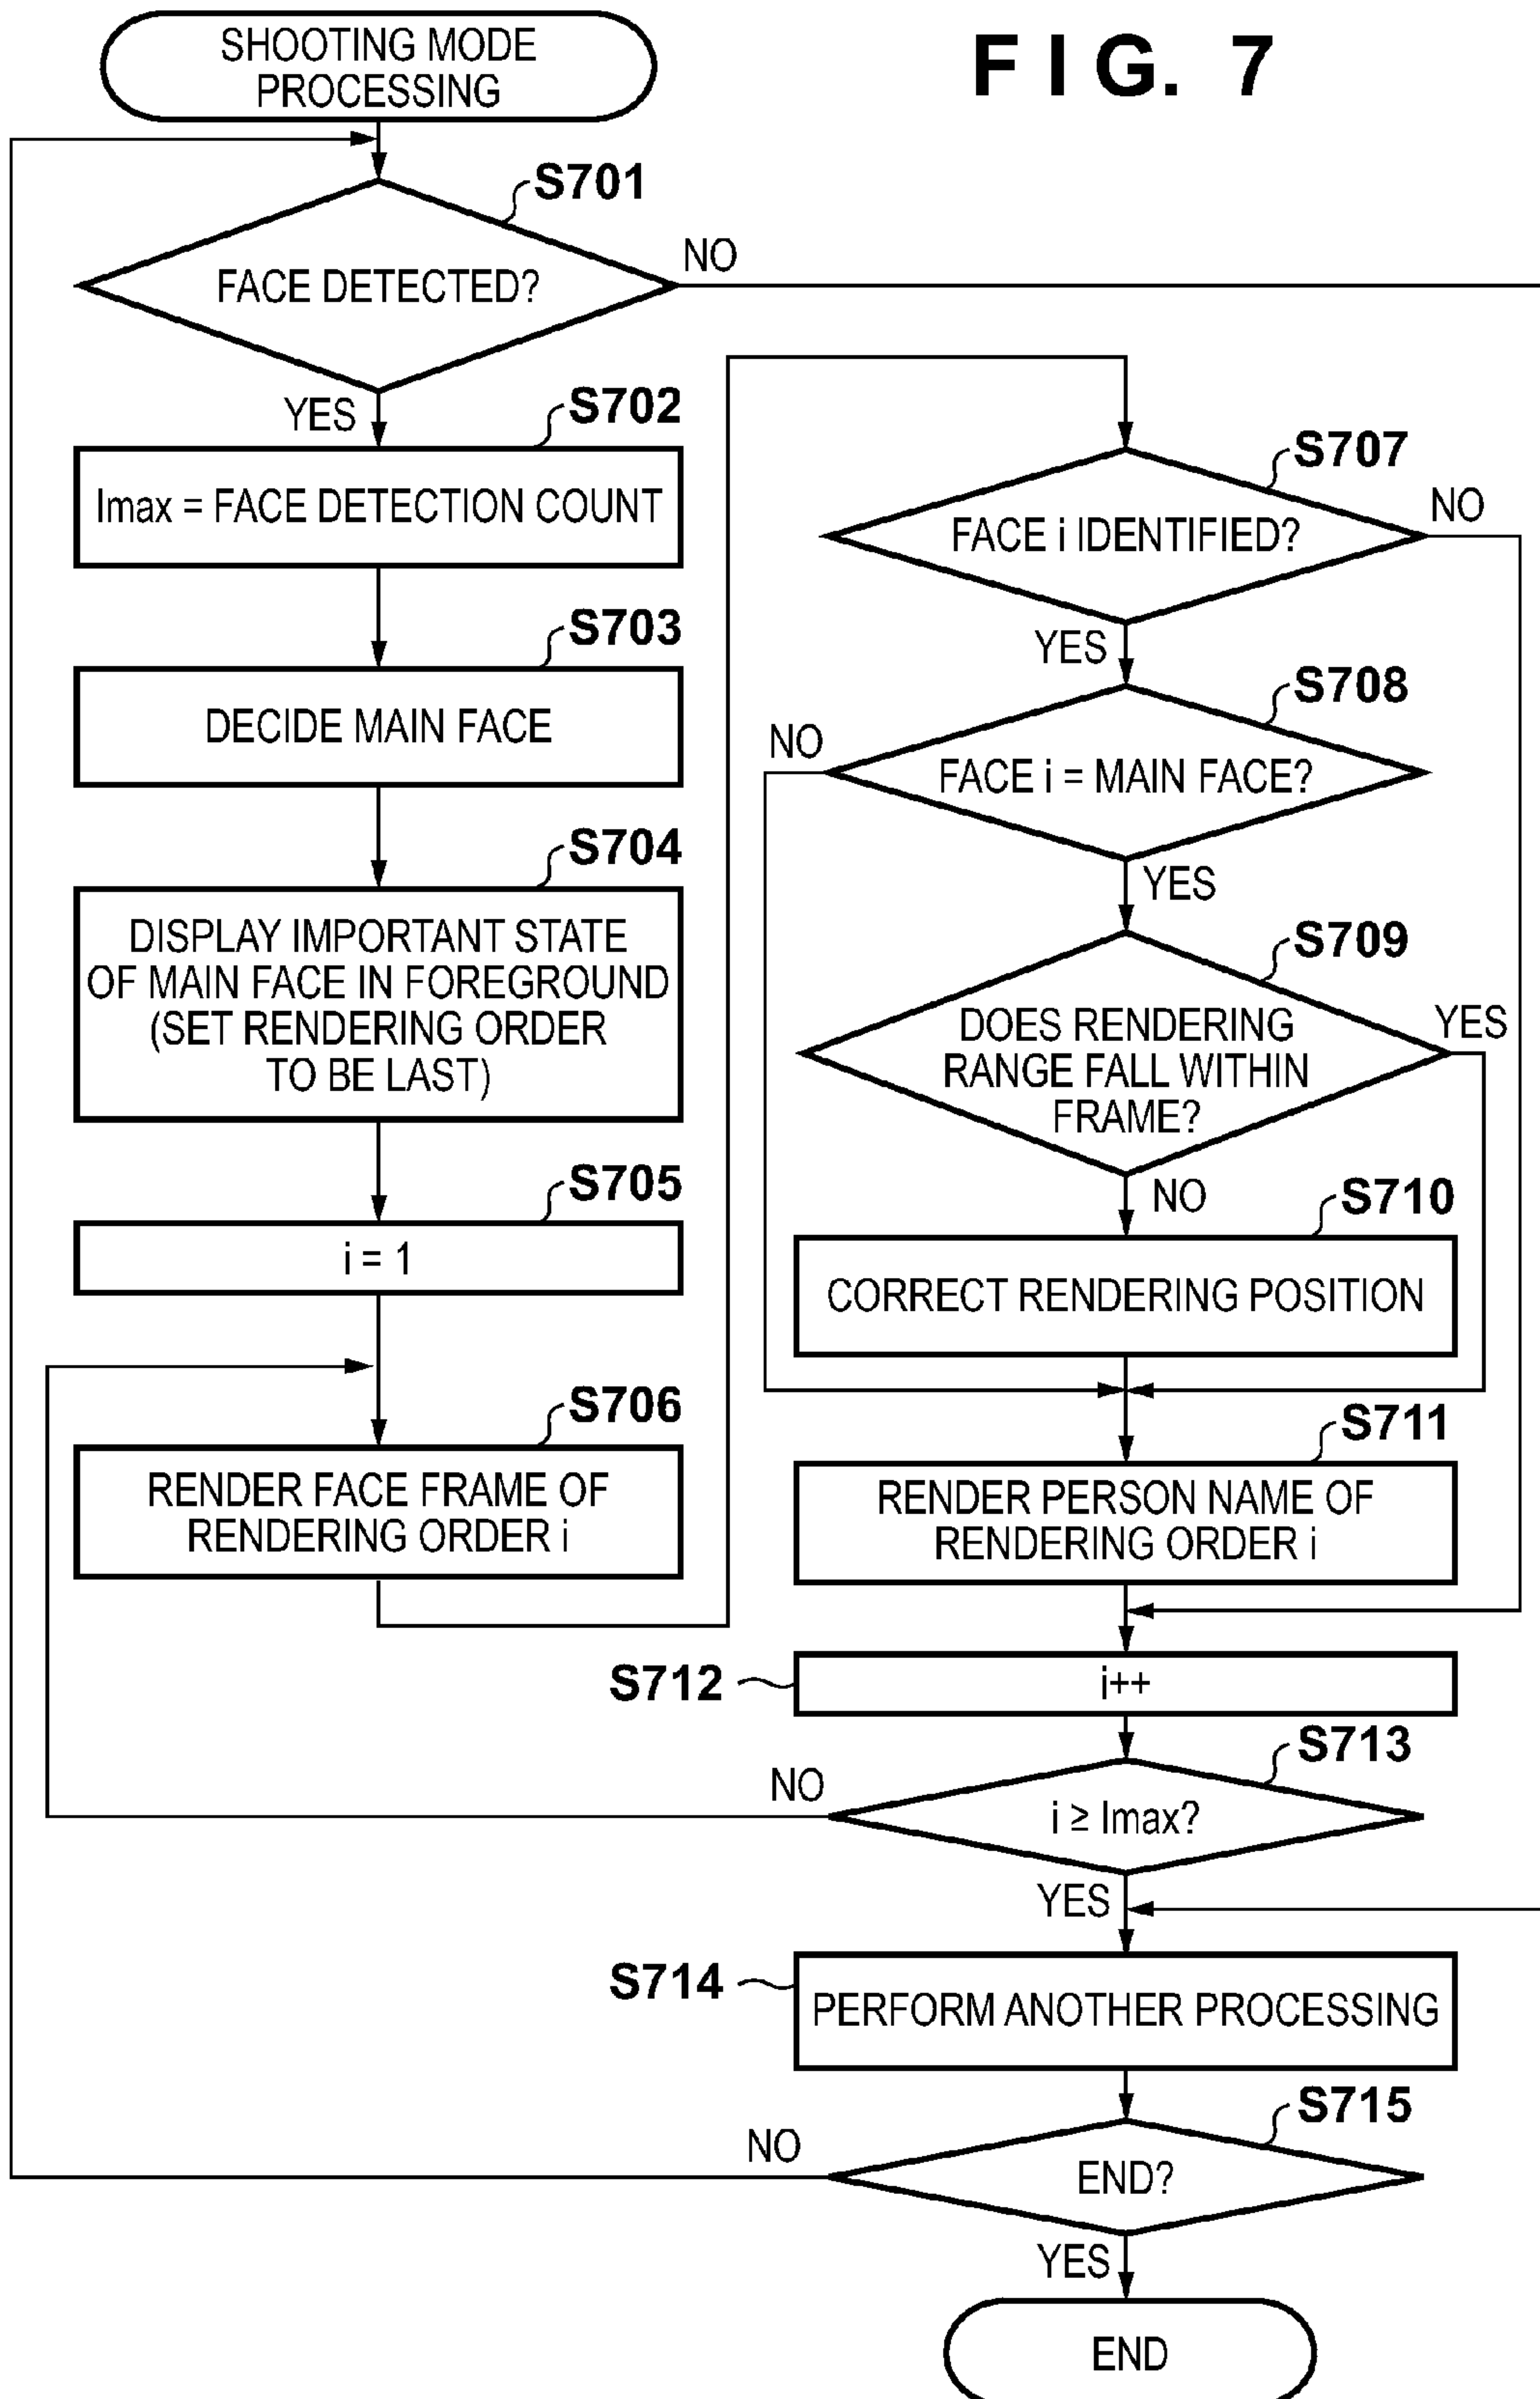 FIG. 7
SHOOTING MODE
PROCESSING
S701
FACE DETECTED?
NO
YES
S702
Imax = FACE DETECTION COUNT
S703
DECIDE MAIN FACE
S704
DISPLAY IMPORTANT STATE
OF MAIN FACE IN FOREGROUND
(SET RENDERING ORDER
TO BE LAST)
S705
i = 1
S706
RENDER FACE FRAME OF
RENDERING ORDER i
S707
FACE i IDENTIFIED?
NO
YES
S708
FACE i = MAIN FACE?
NO
YES
S709
DOES RENDERING
RANGE FALL WITHIN
FRAME?
YES
NO
S710
CORRECT RENDERING POSITION
S711
RENDER PERSON NAME OF
RENDERING ORDER i
S712
i++
S713
i ≥ Imax?
NO
YES
S714
PERFORM ANOTHER PROCESSING
S715
END?
NO
YES
END